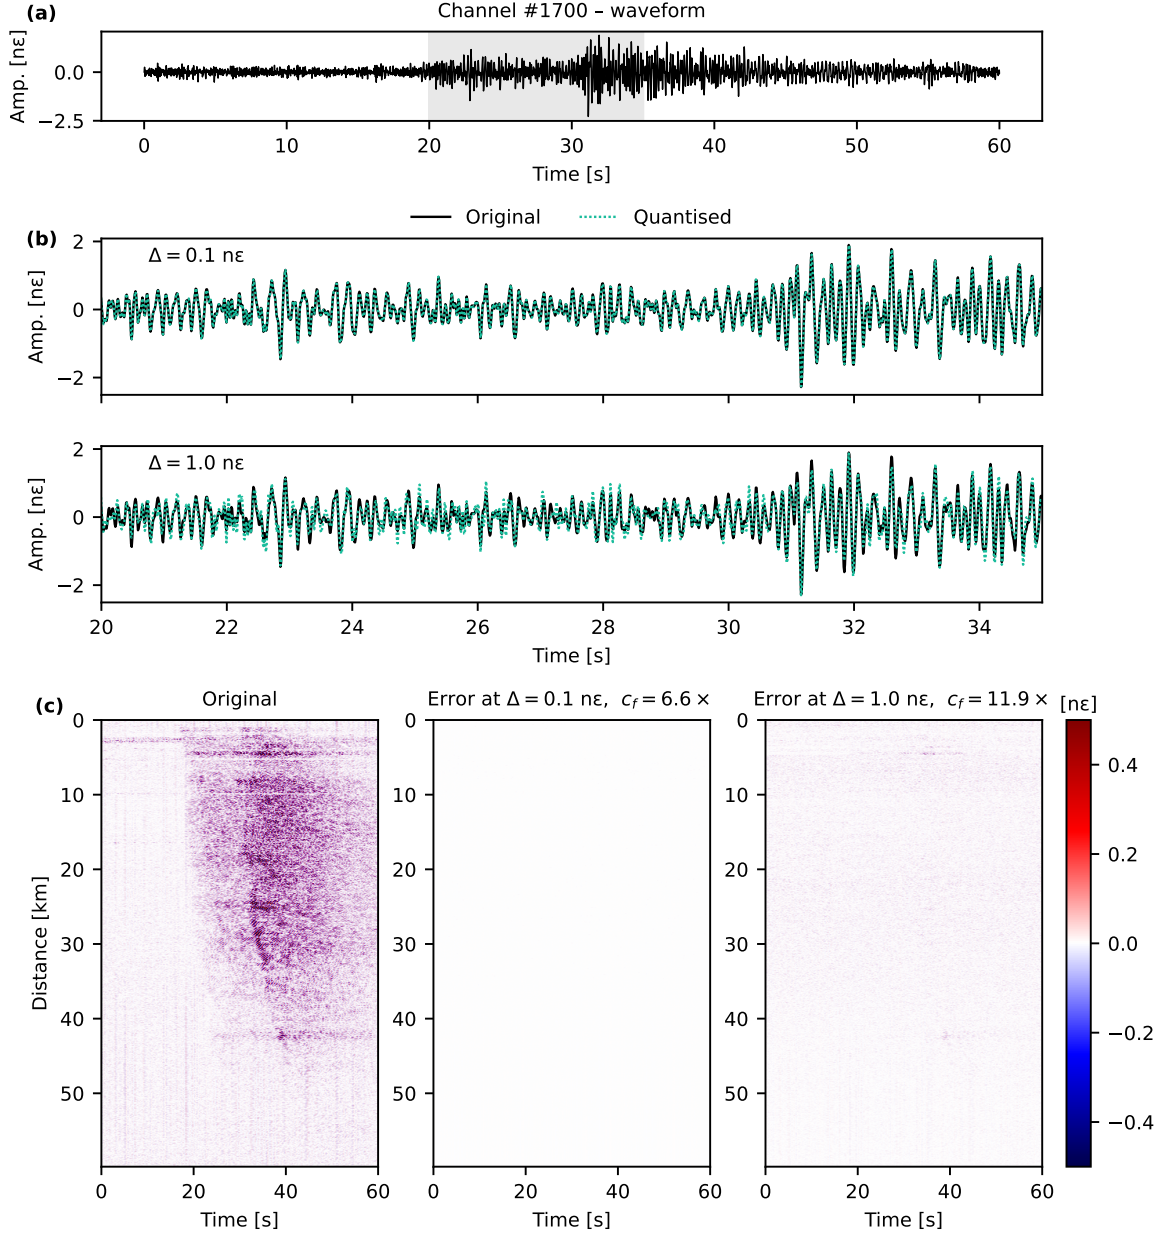 (a)
Channel #1700 – waveform
Amp. [nε]
0.0
−2.5
0 10 20 30 40 50 60
Time [s]
Original Quantised
(b)
Δ = 0.1 nε
Amp. [nε]
2
0
−2
Δ = 1.0 nε
Amp. [nε]
2
0
−2
20 22 24 26 28 30 32 34
Time [s]
(c)
Original
Distance [km]
0
10
20
30
40
50
0 20 40 60
Time [s]
Error at Δ = 0.1 nε, c_f = 6.6 ×
0
10
20
30
40
50
0 20 40 60
Time [s]
Error at Δ = 1.0 nε, c_f = 11.9 ×
0
10
20
30
40
50
0 20 40 60
Time [s]
[nε]
0.4
0.2
0.0
−0.2
−0.4